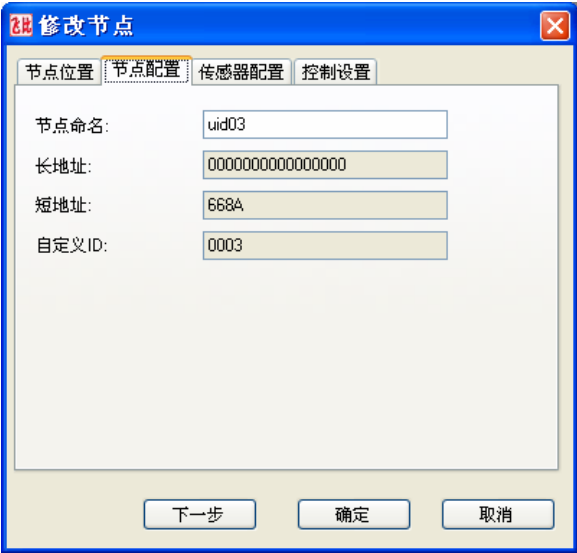 飞比 修改节点
节点位置 节点配置 传感器配置 控制设置
节点命名: uid03
长地址: 0000000000000000
短地址: 668A
自定义ID: 0003
下一步 确定 取消